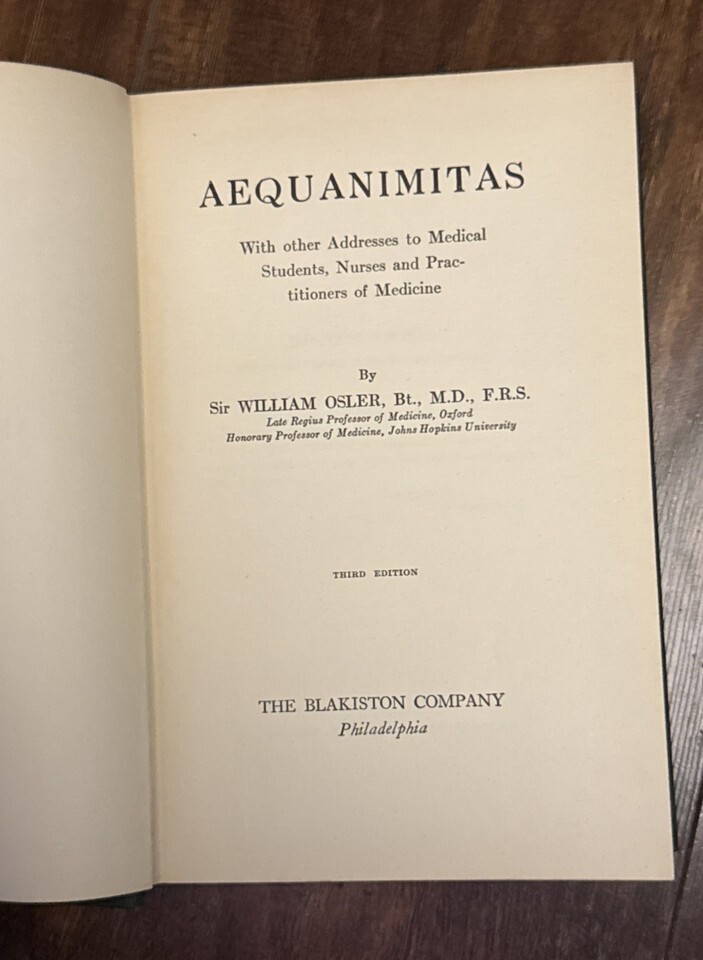 AEQUANIMITAS
With other Addresses to Medical
Students, Nurses and Prac-
titioners of Medicine
By
Sir WILLIAM OSLER, Bt., M.D., F.R.S.
Late Regius Professor of Medicine, Oxford
Honorary Professor of Medicine, Johns Hopkins University
THIRD EDITION
THE BLAKISTON COMPANY
Philadelphia